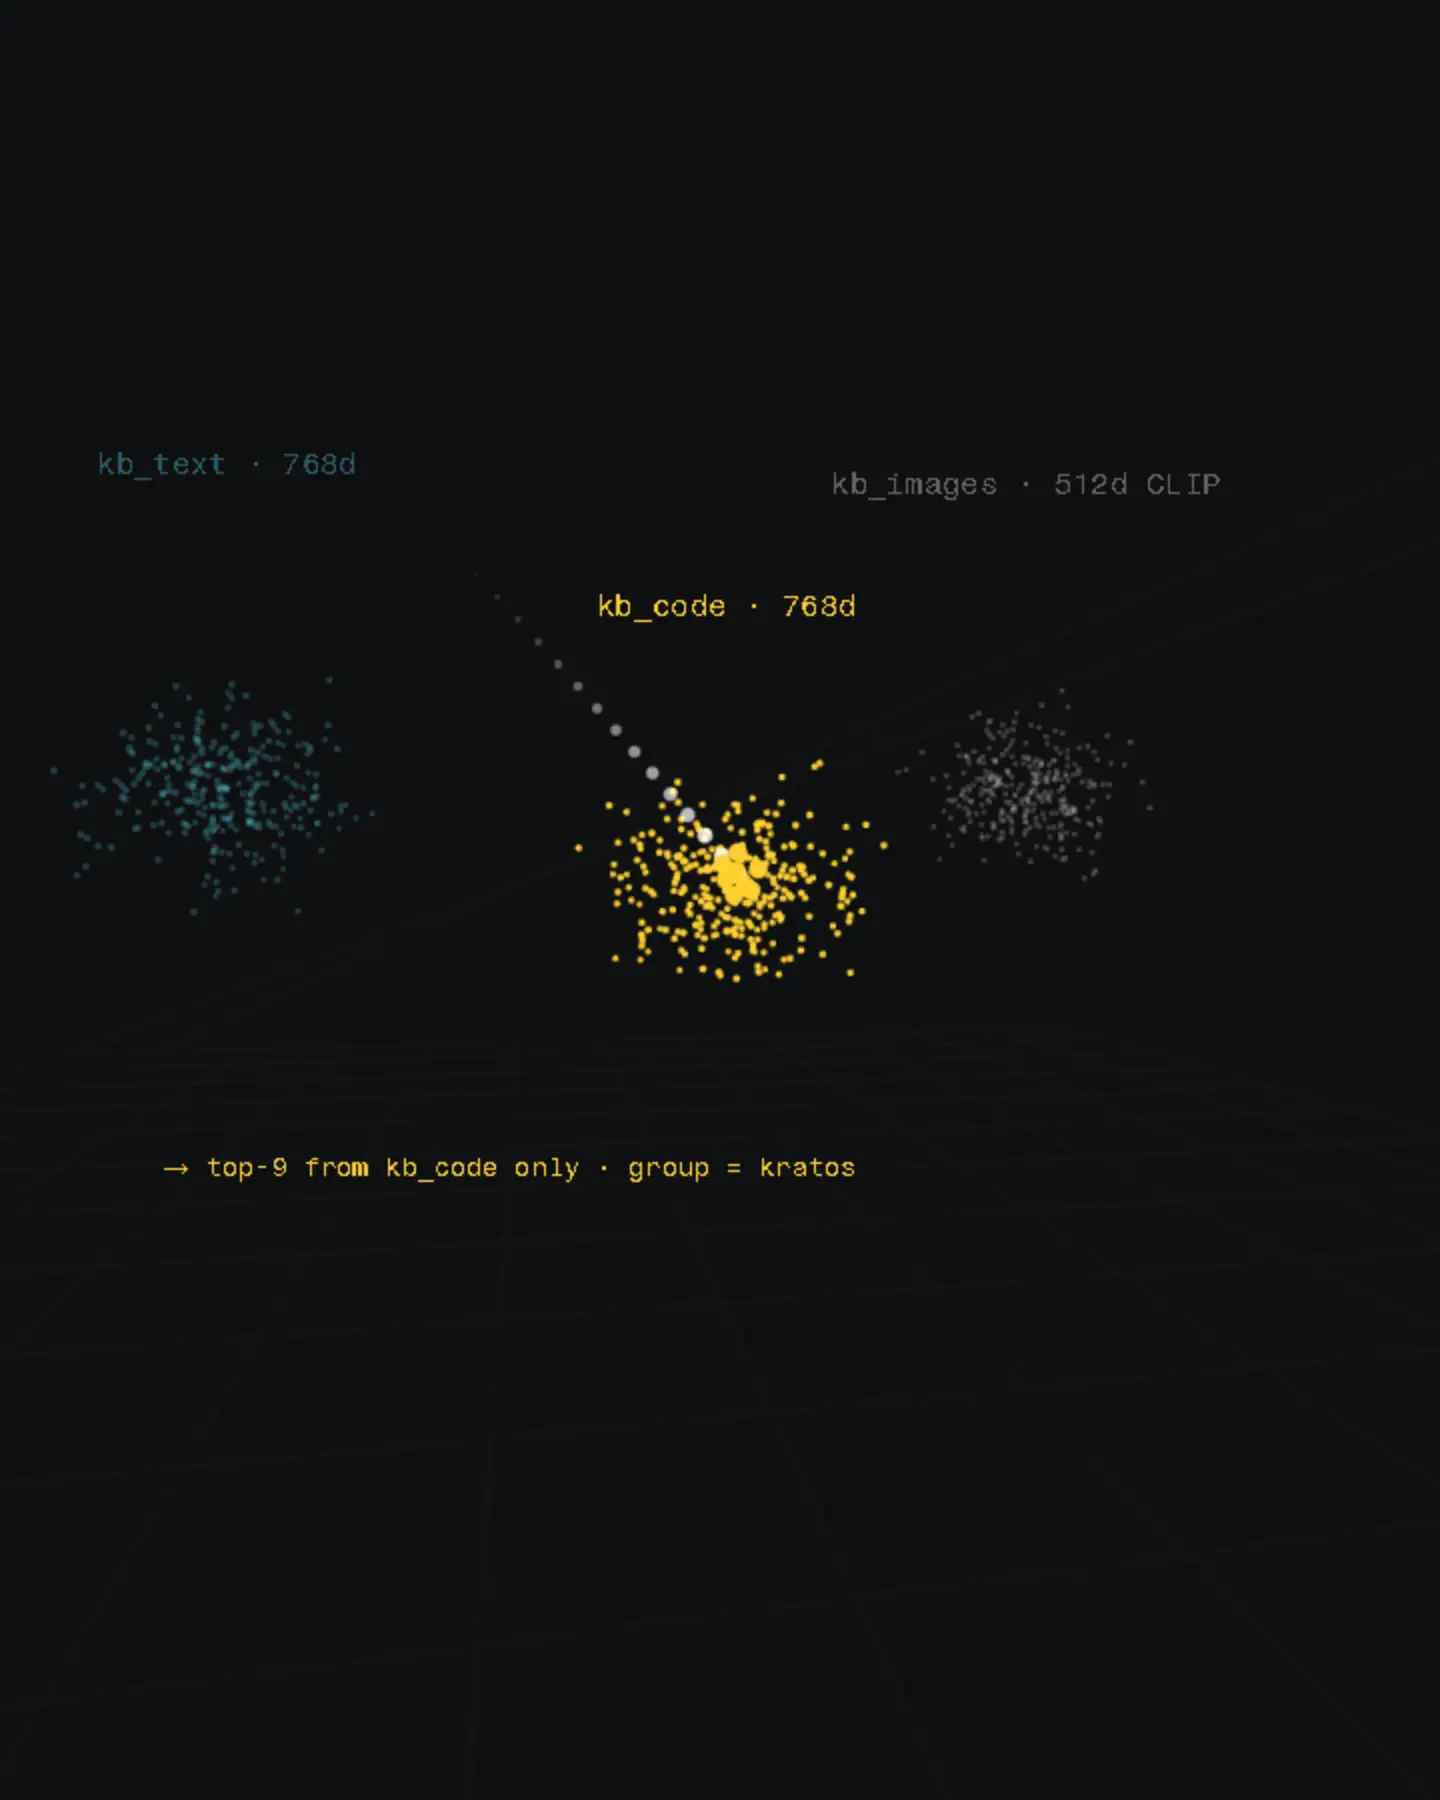 kb_text · 768d
kb_images · 512d CLIP
kb_code · 768d
→ top-9 from kb_code only · group = kratos